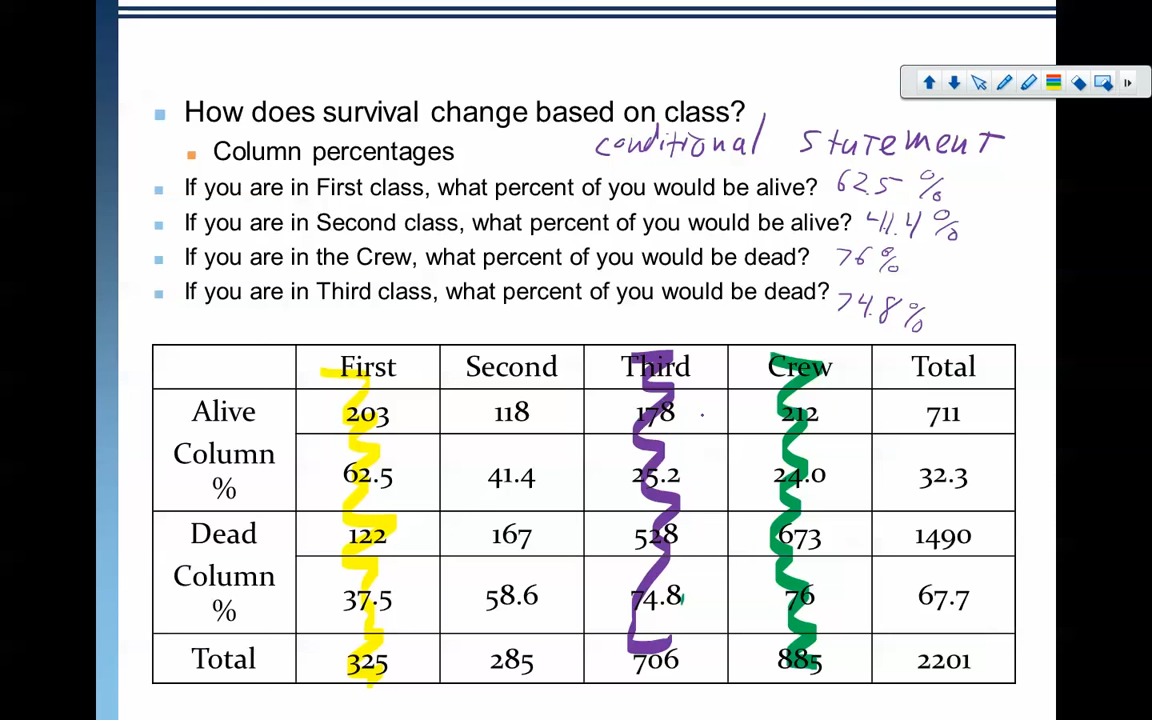 How does survival change based on class?
Column percentages
conditional statement
If you are in First class, what percent of you would be alive? 625 %
If you are in Second class, what percent of you would be alive? 41.4 %
If you are in the Crew, what percent of you would be dead? 76%
If you are in Third class, what percent of you would be dead? 74.8%
First Second Third Crew Total
Alive 203 118 178 212 711
Column % 62.5 41.4 25.2 24.0 32.3
Dead 122 167 528 673 1490
Column % 37.5 58.6 74.8 76 67.7
Total 325 285 706 885 2201